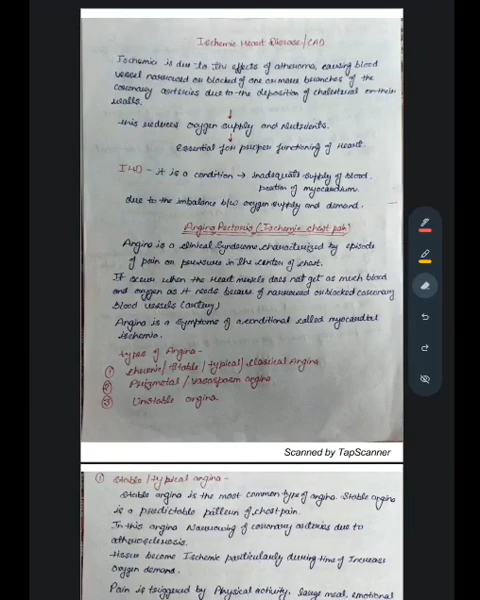 Ischemic Heart Disease/CAD
Ischemia is due to the effects of atheroma, causing blood
vessel narrowed or blocked of one or more branches of the
coronary arteries due to the deposition of cholesterol on their
walls.
this reduces oxygen supply and Nutrients.
Essential for proper functioning of Heart.
IHD - it is a condition → inadequate supply of blood.
portion of myocardium.
due to the imbalance b/w oxygen supply and demand.
Angina Pectoris (Ischemic chest pain)
Angina is a clinical syndrome characterized by episode
of pain or pressure in the center of chest.
It occur when the Heart muscle does not get as much blood
and oxygen as it needs because of narrowed or blocked coronary
blood vessels (artery)
Angina is a symptoms of a conditional called myocardial
ischemia.
types of Angina -
① chronic/stable/typical/classical Angina
② Prizmetal/vasospasm angina
③ Unstable angina
Scanned by TapScanner
① Stable/typical angina -
Stable angina is the most common type of angina. Stable angina
is a predictable pattern of chest pain.
In this angina Narrowing of coronary arteries due to
atherosclerosis.
become Ischemic particularly during time of Increase
oxygen demand.
Pain is triggered by Physical activity, large meal, emotional